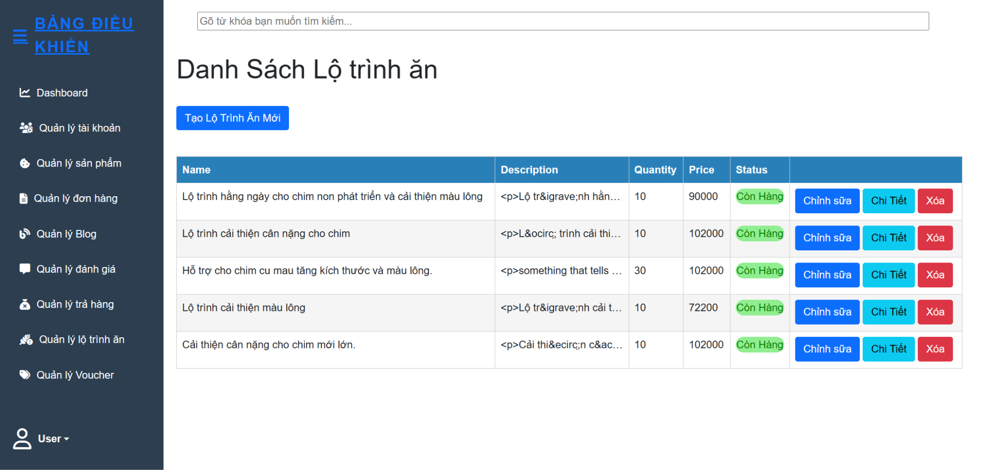 BẢNG ĐIỀU
KHIỂN
Dashboard
Quản lý tài khoản
Quản lý sản phẩm
Quản lý đơn hàng
Quản lý Blog
Quản lý đánh giá
Quản lý trả hàng
Quản lý lộ trình ăn
Quản lý Voucher
User
Gõ từ khóa bạn muốn tìm kiếm...
Danh Sách Lộ trình ăn
Tạo Lộ Trình Ăn Mới
Name Description Quantity Price Status
Lộ trình hằng ngày cho chim non phát triển và cải thiện màu lông <p>Lộ tr&igrave;nh hằn... 10 90000 Còn Hàng Chỉnh sữa Chi Tiết Xóa
Lộ trình cải thiện cân nặng cho chim <p>L&ocirc;̣ trình cải thi... 10 102000 Còn Hàng Chỉnh sữa Chi Tiết Xóa
Hỗ trợ cho chim cu mau tăng kích thước và màu lông. <p>something that tells ... 30 102000 Còn Hàng Chỉnh sữa Chi Tiết Xóa
Lộ trình cải thiện màu lông <p>Lộ tr&igrave;nh cải t... 10 72200 Còn Hàng Chỉnh sữa Chi Tiết Xóa
Cải thiện cân nặng cho chim mới lớn. <p>Cải thi&ecirc;̣n c&ac... 10 102000 Còn Hàng Chỉnh sữa Chi Tiết Xóa